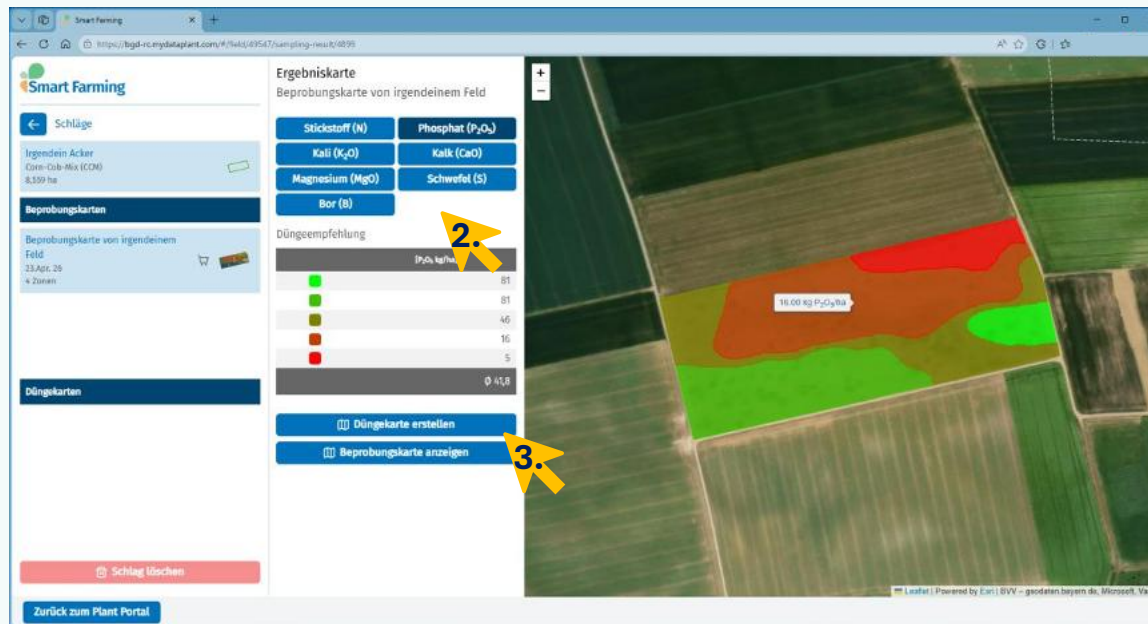 Smart Farming
https://bgd-rc.mydataplant.com/#/field/49547/sampling-result/4899
Smart Farming
Schläge
Irgendein Acker
Corn-Cob-Mix (CCM)
8,559 ha
Beprobungskarten
Beprobungskarte von irgendeinem
Feld
23.Apr. 26
4 Zonen
Düngekarten
Schlag löschen
Zurück zum Plant Portal
Ergebniskarte
Beprobungskarte von irgendeinem Feld
Stickstoff (N)
Phosphat (P₂O₅)
Kali (K₂O)
Kalk (CaO)
Magnesium (MgO)
Schwefel (S)
Bor (B)
2.
Düngeempfehlung
[P₂O₅ kg/ha]
81
81
46
16
5
Ø 41,8
Düngekarte erstellen
Beprobungskarte anzeigen
3.
+
−
16.00 kg P₂O₅/ha
Leaflet | Powered by Esri | BVV – geodaten.bayern.de, Microsoft, Va